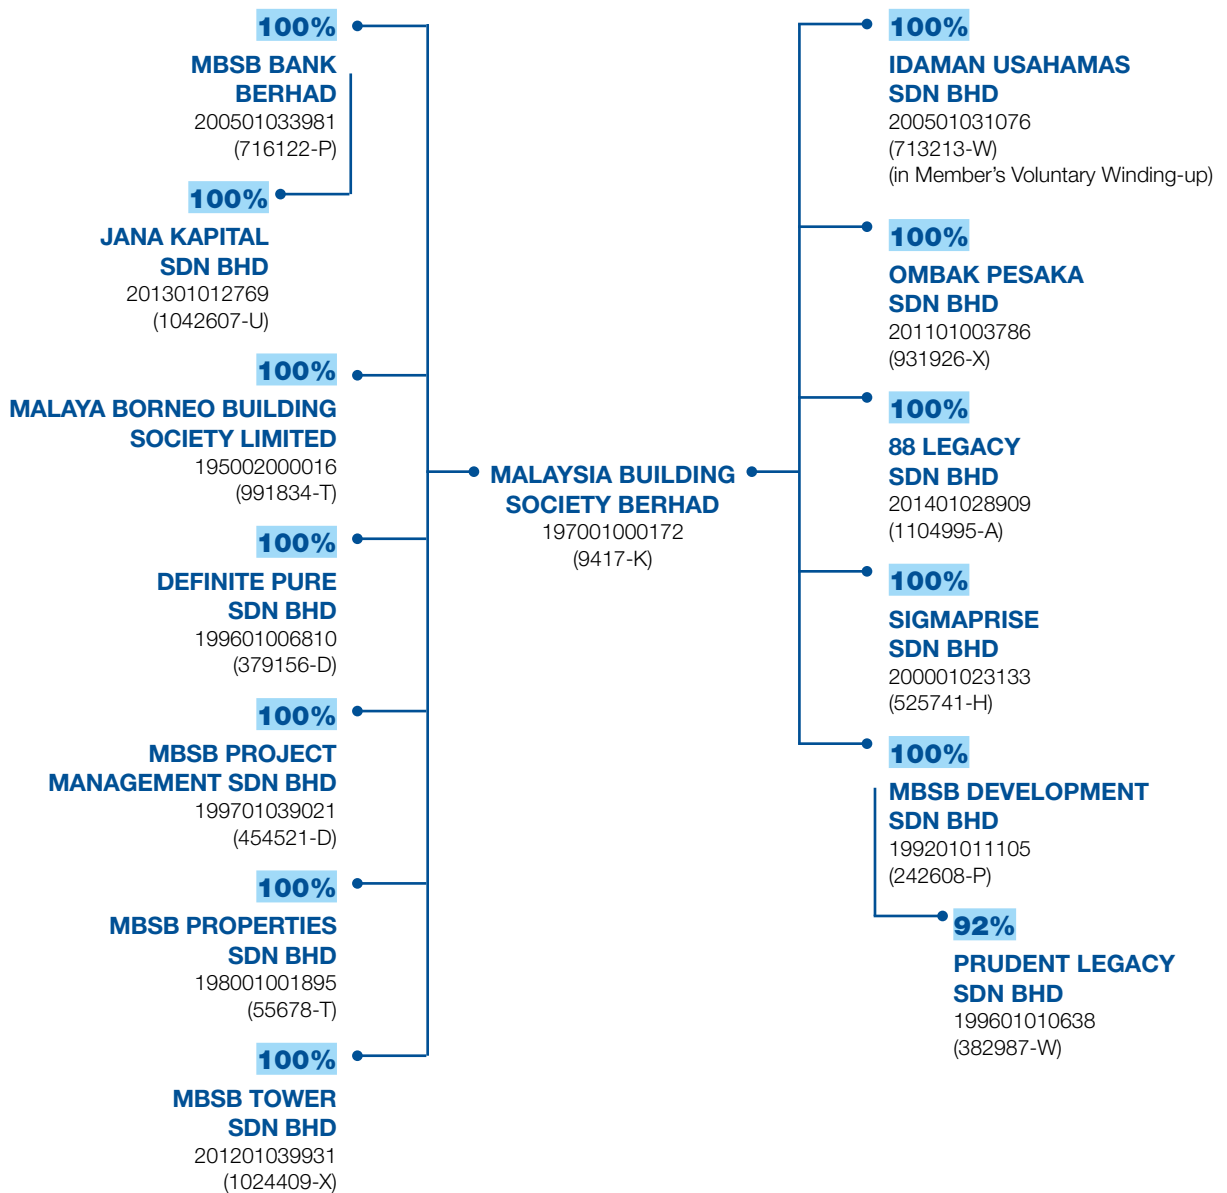 100%
MBSB BANK
BERHAD
200501033981
(716122-P)
100%
JANA KAPITAL
SDN BHD
201301012769
(1042607-U)
100%
MALAYA BORNEO BUILDING
SOCIETY LIMITED
195002000016
(991834-T)
100%
DEFINITE PURE
SDN BHD
199601006810
(379156-D)
100%
MBSB PROJECT
MANAGEMENT SDN BHD
199701039021
(454521-D)
100%
MBSB PROPERTIES
SDN BHD
198001001895
(55678-T)
100%
MBSB TOWER
SDN BHD
201201039931
(1024409-X)
MALAYSIA BUILDING
SOCIETY BERHAD
197001000172
(9417-K)
100%
IDAMAN USAHAMAS
SDN BHD
200501031076
(713213-W)
(in Member’s Voluntary Winding-up)
100%
OMBAK PESAKA
SDN BHD
201101003786
(931926-X)
100%
88 LEGACY
SDN BHD
201401028909
(1104995-A)
100%
SIGMAPRISE
SDN BHD
200001023133
(525741-H)
100%
MBSB DEVELOPMENT
SDN BHD
199201011105
(242608-P)
92%
PRUDENT LEGACY
SDN BHD
199601010638
(382987-W)